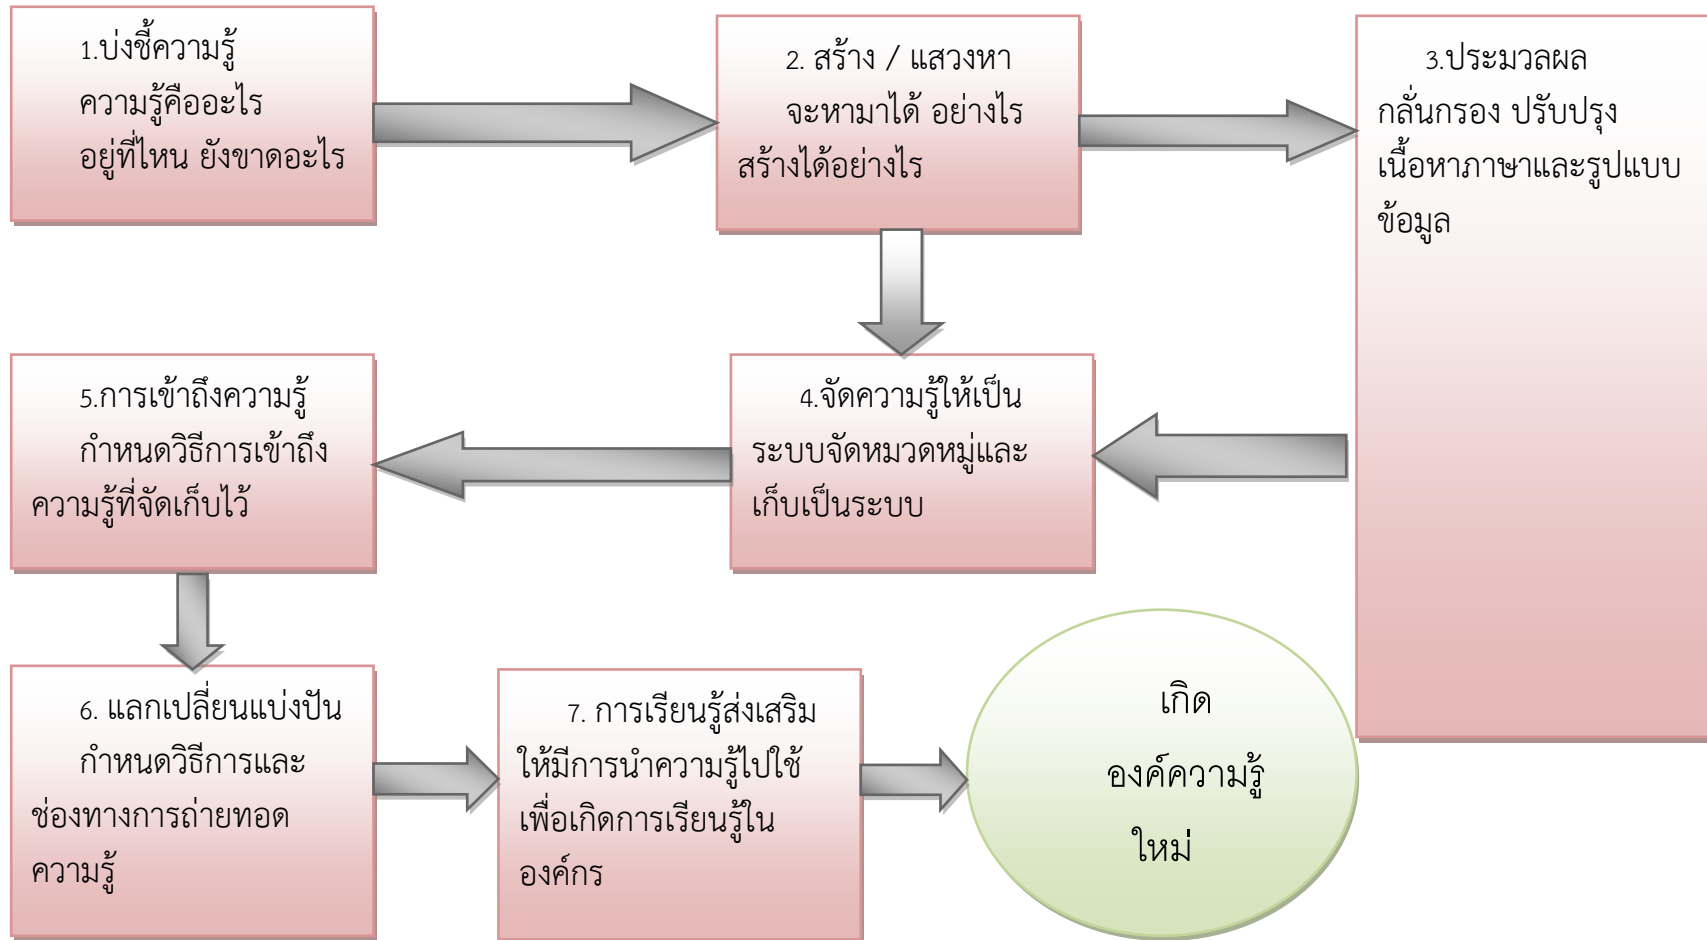 1.บ่งชี้ความรู้
ความรู้คืออะไร
อยู่ที่ไหน ยังขาดอะไร
2. สร้าง / แสวงหา
จะหามาได้ อย่างไร
สร้างได้อย่างไร
3.ประมวลผล
กลั่นกรอง ปรับปรุง
เนื้อหาภาษาและรูปแบบ
ข้อมูล
4.จัดความรู้ให้เป็น
ระบบจัดหมวดหมู่และ
เก็บเป็นระบบ
5.การเข้าถึงความรู้
กำหนดวิธีการเข้าถึง
ความรู้ที่จัดเก็บไว้
6. แลกเปลี่ยนแบ่งปัน
กำหนดวิธีการและ
ช่องทางการถ่ายทอด
ความรู้
7. การเรียนรู้ส่งเสริม
ให้มีการนำความรู้ไปใช้
เพื่อเกิดการเรียนรู้ใน
องค์กร
เกิด
องค์ความรู้
ใหม่